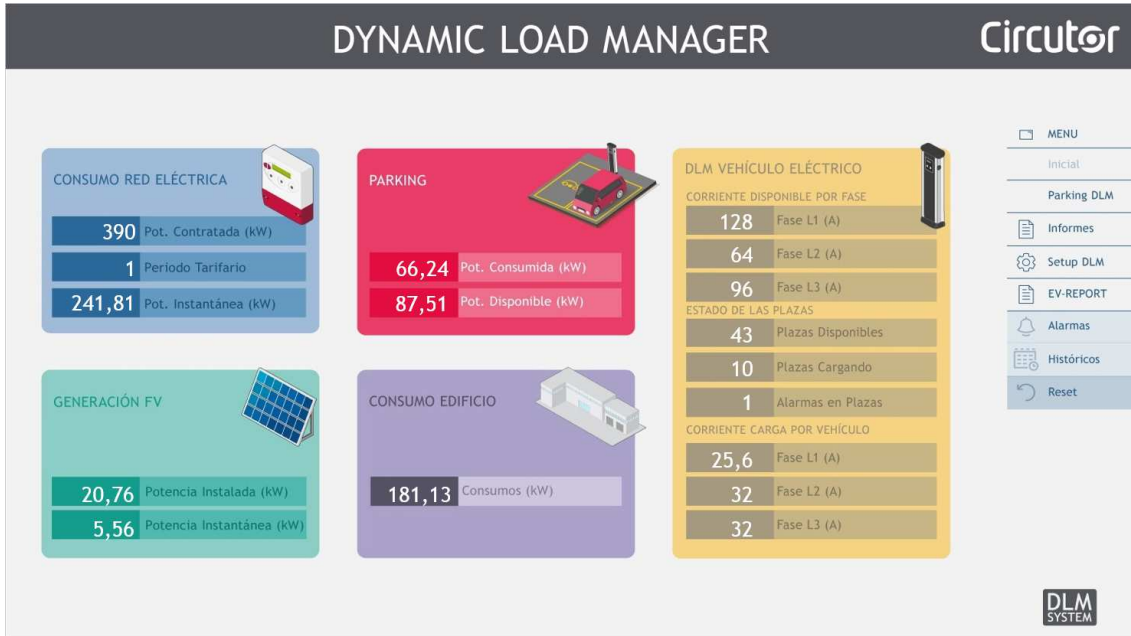 DYNAMIC LOAD MANAGER
Circutor
CONSUMO RED ELÉCTRICA
390 Pot. Contratada (kW)
1 Período Tarifario
241,81 Pot. Instantánea (kW)
PARKING
66,24 Pot. Consumida (kW)
87,51 Pot. Disponible (kW)
GENERACIÓN FV
20,76 Potencia Instalada (kW)
5,56 Potencia Instantánea (kW)
CONSUMO EDIFICIO
181,13 Consumos (kW)
DLM VEHÍCULO ELÉCTRICO
CORRIENTE DISPONIBLE POR FASE
128 Fase L1 (A)
64 Fase L2 (A)
96 Fase L3 (A)
ESTADO DE LAS PLAZAS
43 Plazas Disponibles
10 Plazas Cargando
1 Alarmas en Plazas
CORRIENTE CARGA POR VEHÍCULO
25,6 Fase L1 (A)
32 Fase L2 (A)
32 Fase L3 (A)
MENU
Inicial
Parking DLM
Informes
Setup DLM
EV-REPORT
Alarmas
Históricos
Reset
DLM
SYSTEM